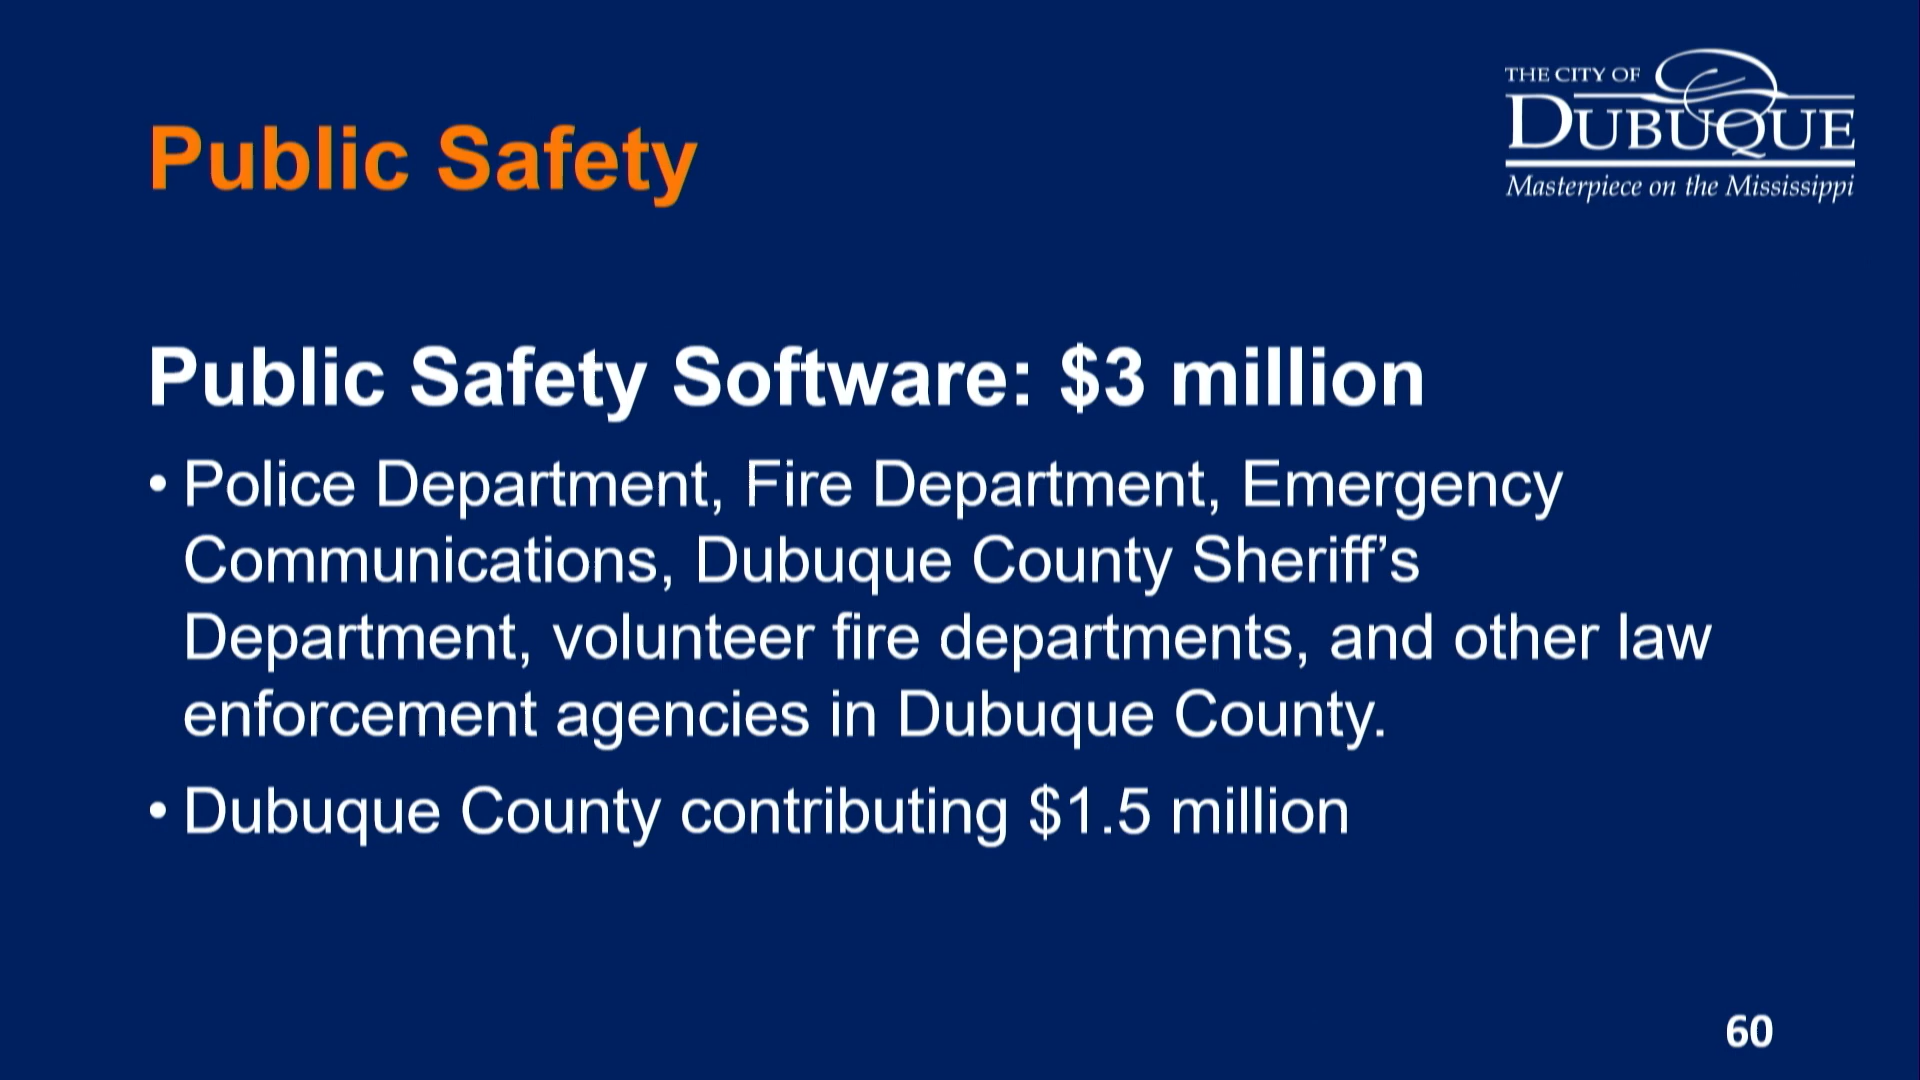 THE CITY OF
DUBUQUE
Masterpiece on the Mississippi
Public Safety
Public Safety Software: $3 million
• Police Department, Fire Department, Emergency
Communications, Dubuque County Sheriff’s
Department, volunteer fire departments, and other law
enforcement agencies in Dubuque County.
• Dubuque County contributing $1.5 million
60